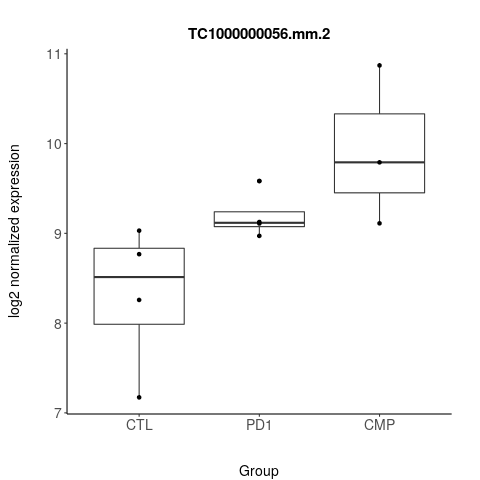 TC1000000056.mm.2
log2 normalized expression
11
10
9
8
7
CTL
PD1
CMP
Group